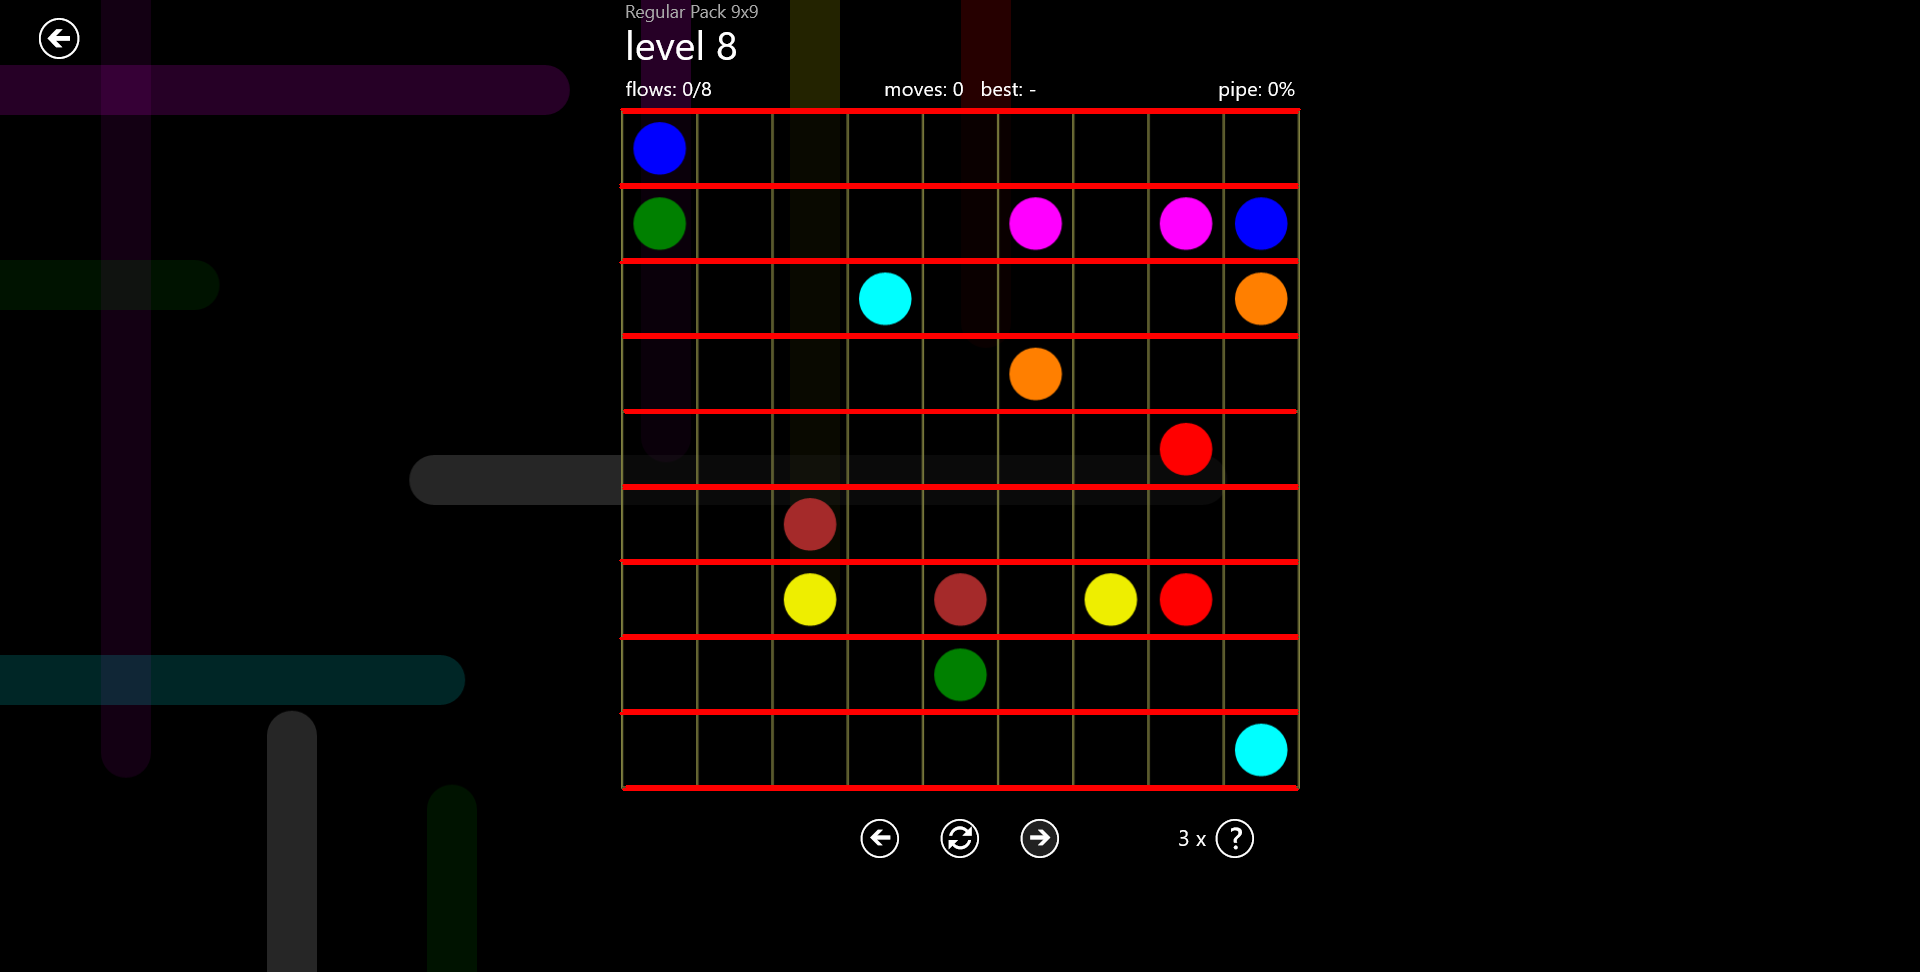 Regular Pack 9x9
level 8
flows: 0/8 moves: 0 best: - pipe: 0%
3 x ?